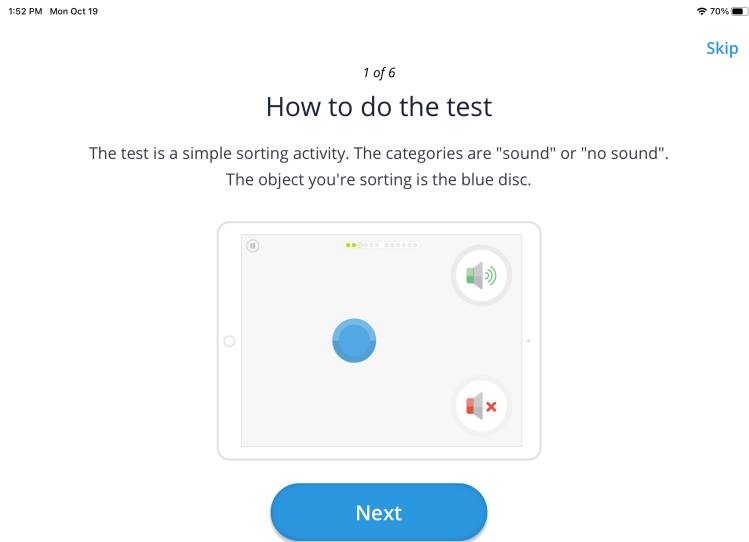 1:52 PM Mon Oct 19
70%
Skip
1 of 6
How to do the test
The test is a simple sorting activity. The categories are "sound" or "no sound".
The object you're sorting is the blue disc.
Next